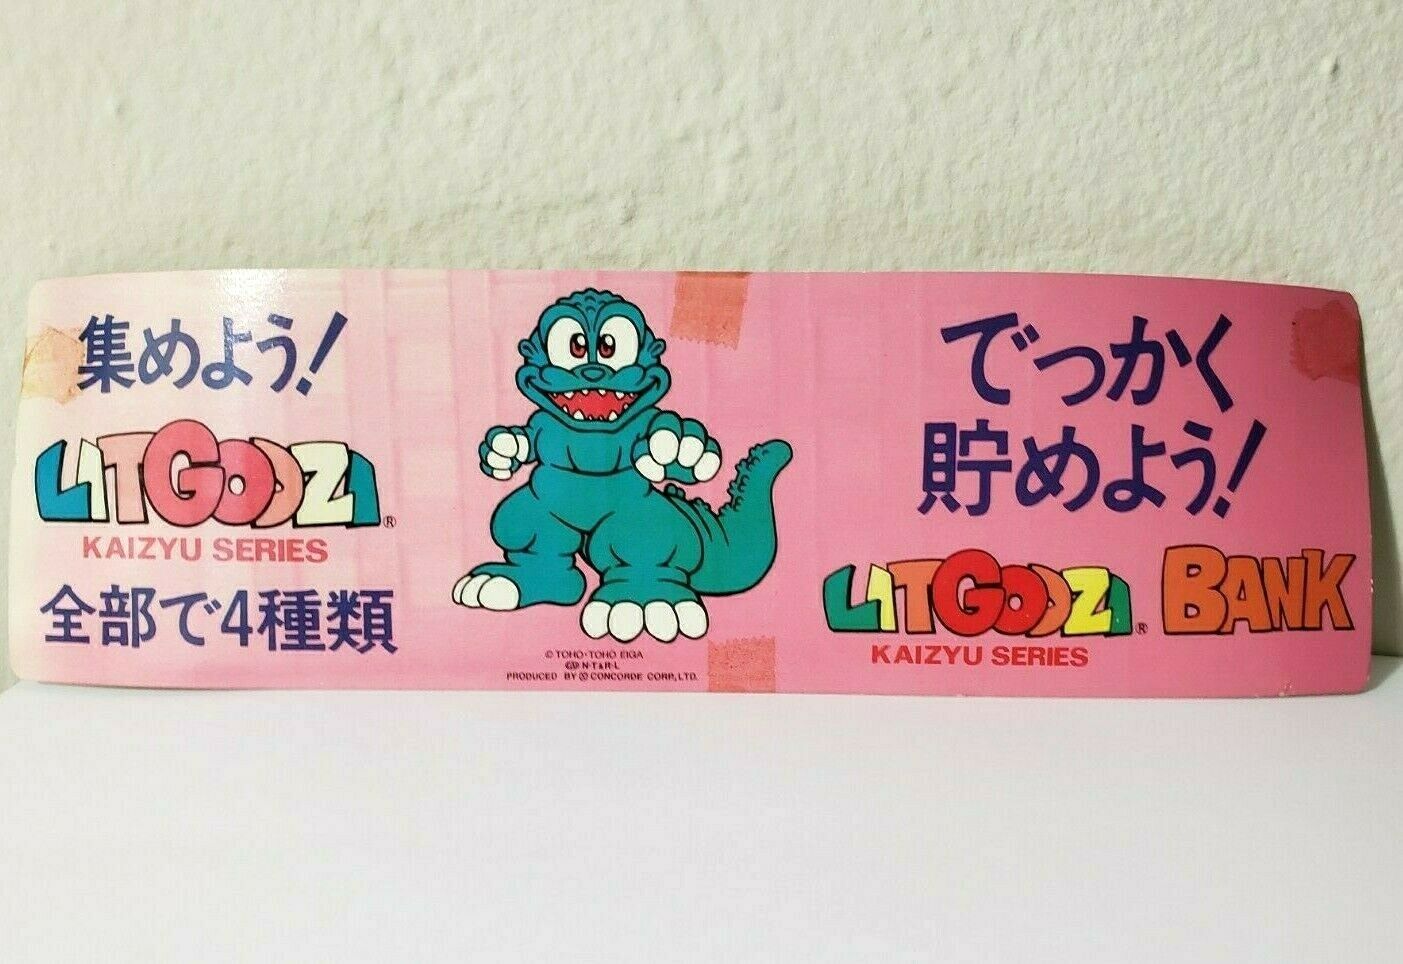 集めよう!
LITGODZI®
KAIZYU SERIES
全部で4種類
© TOHO・TOHO EIGA
N・T&R・L
PRODUCED BY © CONCORDE CORP., LTD.
でっかく
貯めよう!
LITGODZI® BANK
KAIZYU SERIES